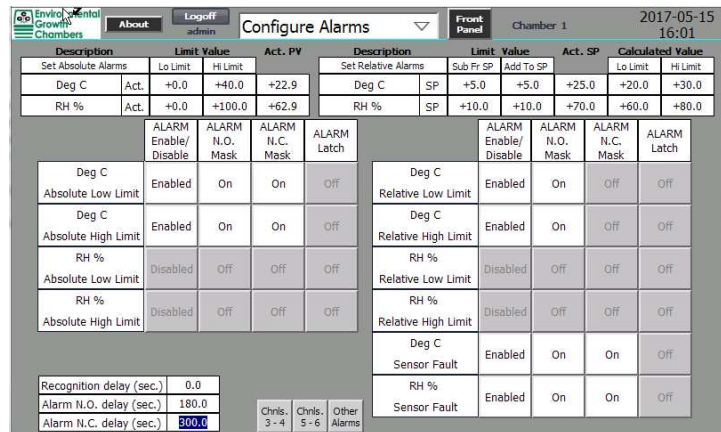 Environmental Growth Chambers
About
Logoff
admin
Configure Alarms
Front Panel
Chamber 1
2017-05-15
16:01
Description Limit Value Act. PV
Set Absolute Alarms Lo Limit Hi Limit
Deg C Act. +0.0 +40.0 +22.9
RH % Act. +0.0 +100.0 +62.9
Description Limit Value Act. SP Calculated Value
Set Relative Alarms Sub Fr SP Add To SP Lo Limit Hi Limit
Deg C SP +5.0 +5.0 +25.0 +20.0 +30.0
RH % SP +10.0 +10.0 +70.0 +60.0 +80.0
ALARM Enable/ Disable ALARM N.O. Mask ALARM N.C. Mask ALARM Latch
Deg C Absolute Low Limit Enabled On On Off
Deg C Absolute High Limit Enabled On On Off
RH % Absolute Low Limit Disabled Off Off Off
RH % Absolute High Limit Disabled Off Off Off
ALARM Enable/ Disable ALARM N.O. Mask ALARM N.C. Mask ALARM Latch
Deg C Relative Low Limit Enabled On Off Off
Deg C Relative High Limit Enabled On Off Off
RH % Relative Low Limit Disabled Off Off Off
RH % Relative High Limit Disabled Off Off Off
Deg C Sensor Fault Enabled On On Off
RH % Sensor Fault Enabled On On Off
Recognition delay (sec.) 0.0
Alarm N.O. delay (sec.) 180.0
Alarm N.C. delay (sec.) 300.0
Chnls. 3 - 4
Chnls. 5 - 6
Other Alarms